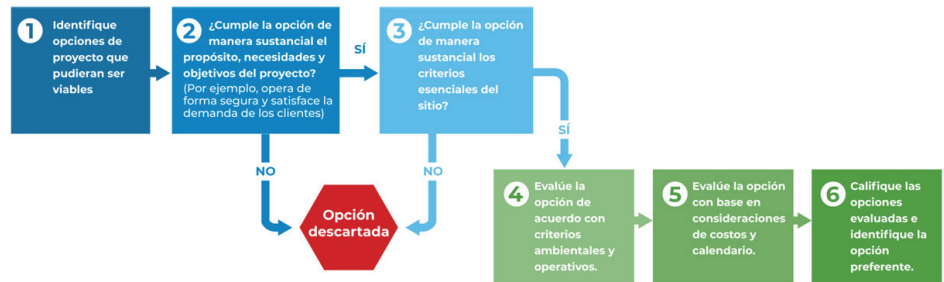 1
Identifique
opciones de
proyecto que
pudieran ser
viables
2
¿Cumple la opción de
manera sustancial el
propósito, necesidades y
objetivos del proyecto?
(Por ejemplo, opera de
forma segura y satisface la
demanda de los clientes)
SÍ
3
¿Cumple la opción
de manera
sustancial los
criterios
esenciales del
sitio?
SÍ
NO
NO
Opción
descartada
4
Evalúe la
opción de
acuerdo con
criterios
ambientales y
operativos.
5
Evalúe la opción
con base en
consideraciones
de costos y
calendario.
6
Califique las
opciones
evaluadas e
identifique la
opción
preferente.